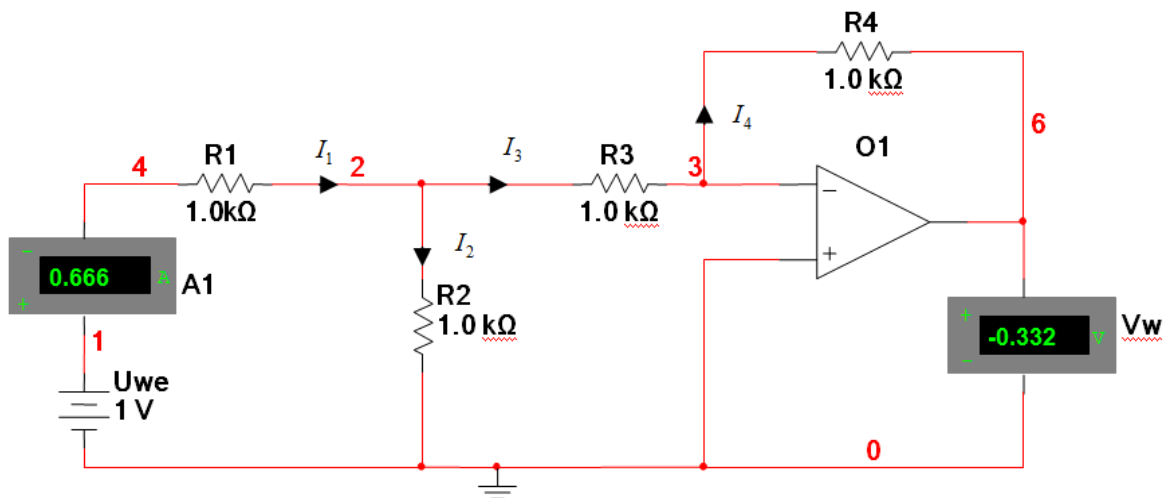 R4
1.0 kΩ
I4
6
O1
4
R1
I1
2
I3
R3
3
1.0kΩ
1.0 kΩ
−
+
−
0.666 A
+
A1
I2
R2
1.0 kΩ
1
Uwe
1 V
+
-0.332 V
−
Vw
0